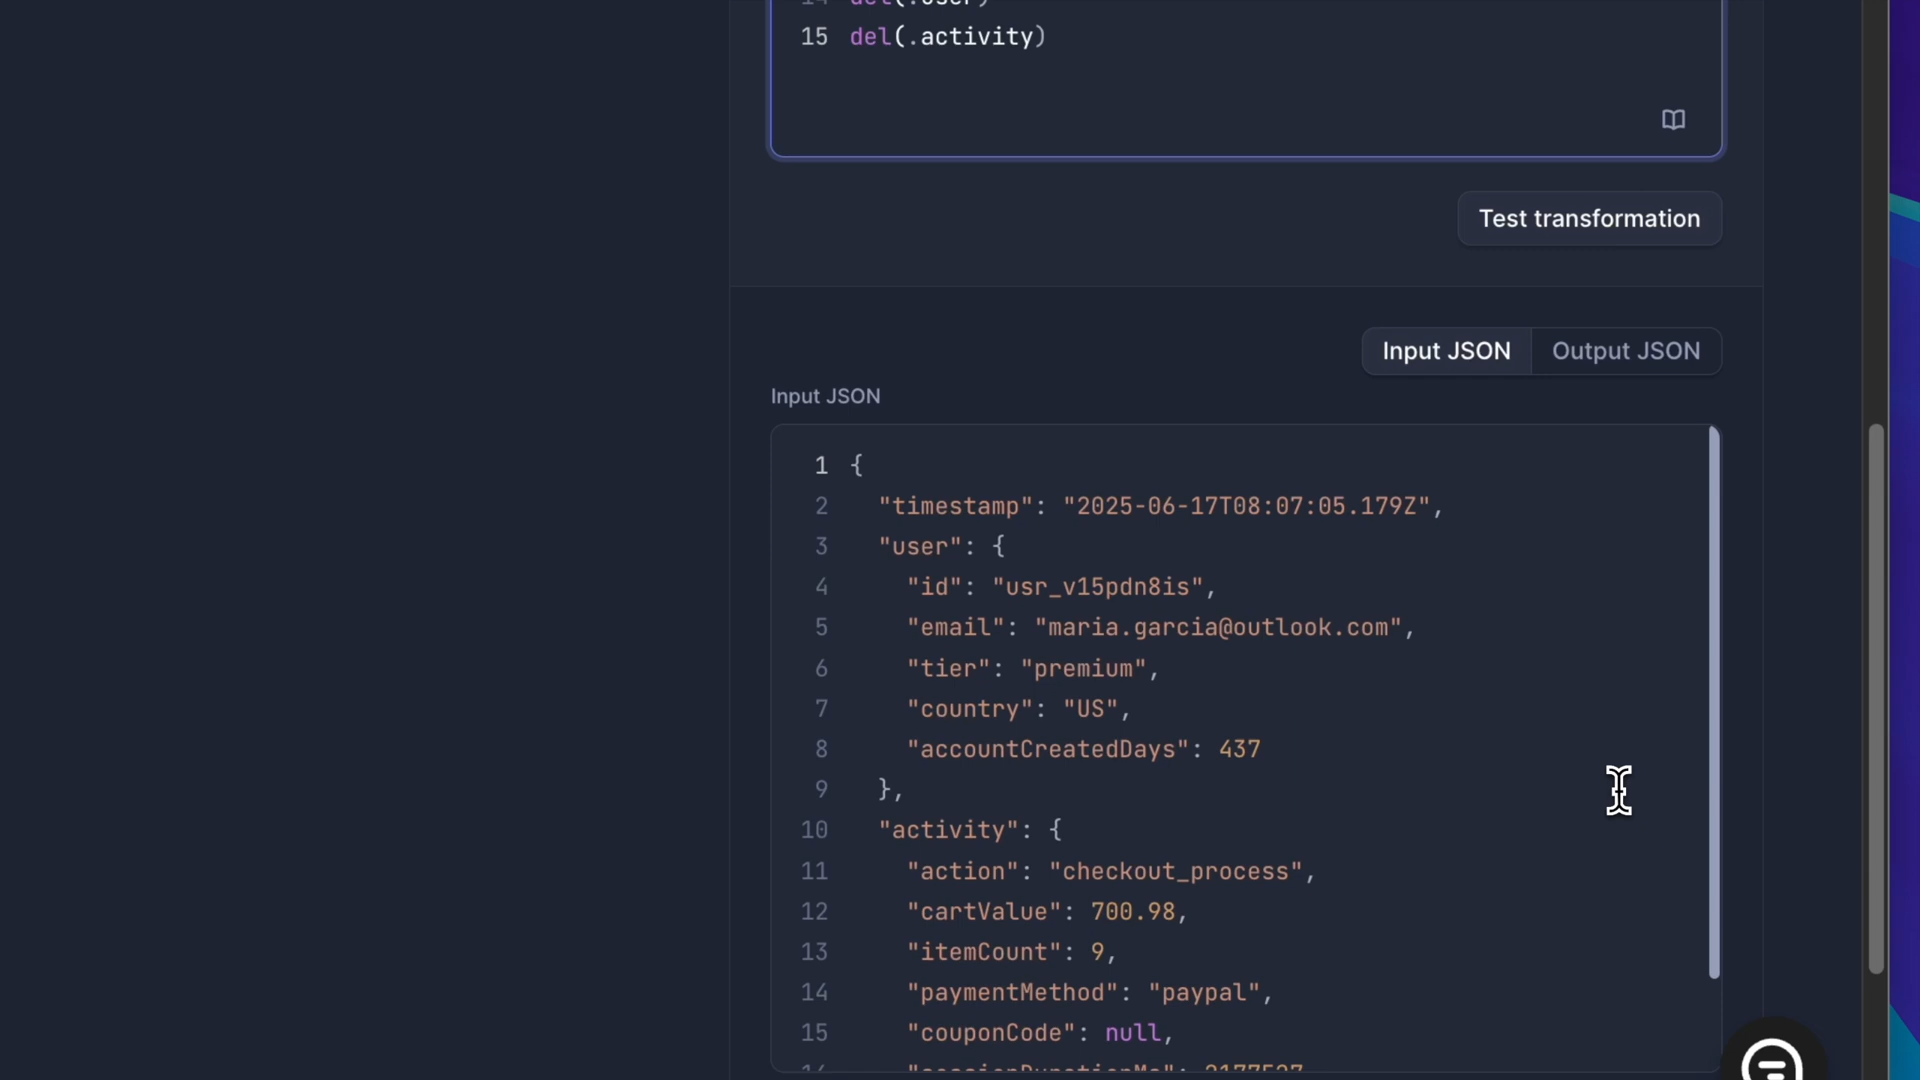 15 del(.activity)
Test transformation
Input JSON Output JSON
Input JSON
1 {
2 "timestamp": "2025-06-17T08:07:05.179Z",
3 "user": {
4 "id": "usr_v15pdn8is",
5 "email": "maria.garcia@outlook.com",
6 "tier": "premium",
7 "country": "US",
8 "accountCreatedDays": 437
9 },
10 "activity": {
11 "action": "checkout_process",
12 "cartValue": 700.98,
13 "itemCount": 9,
14 "paymentMethod": "paypal",
15 "couponCode": null,